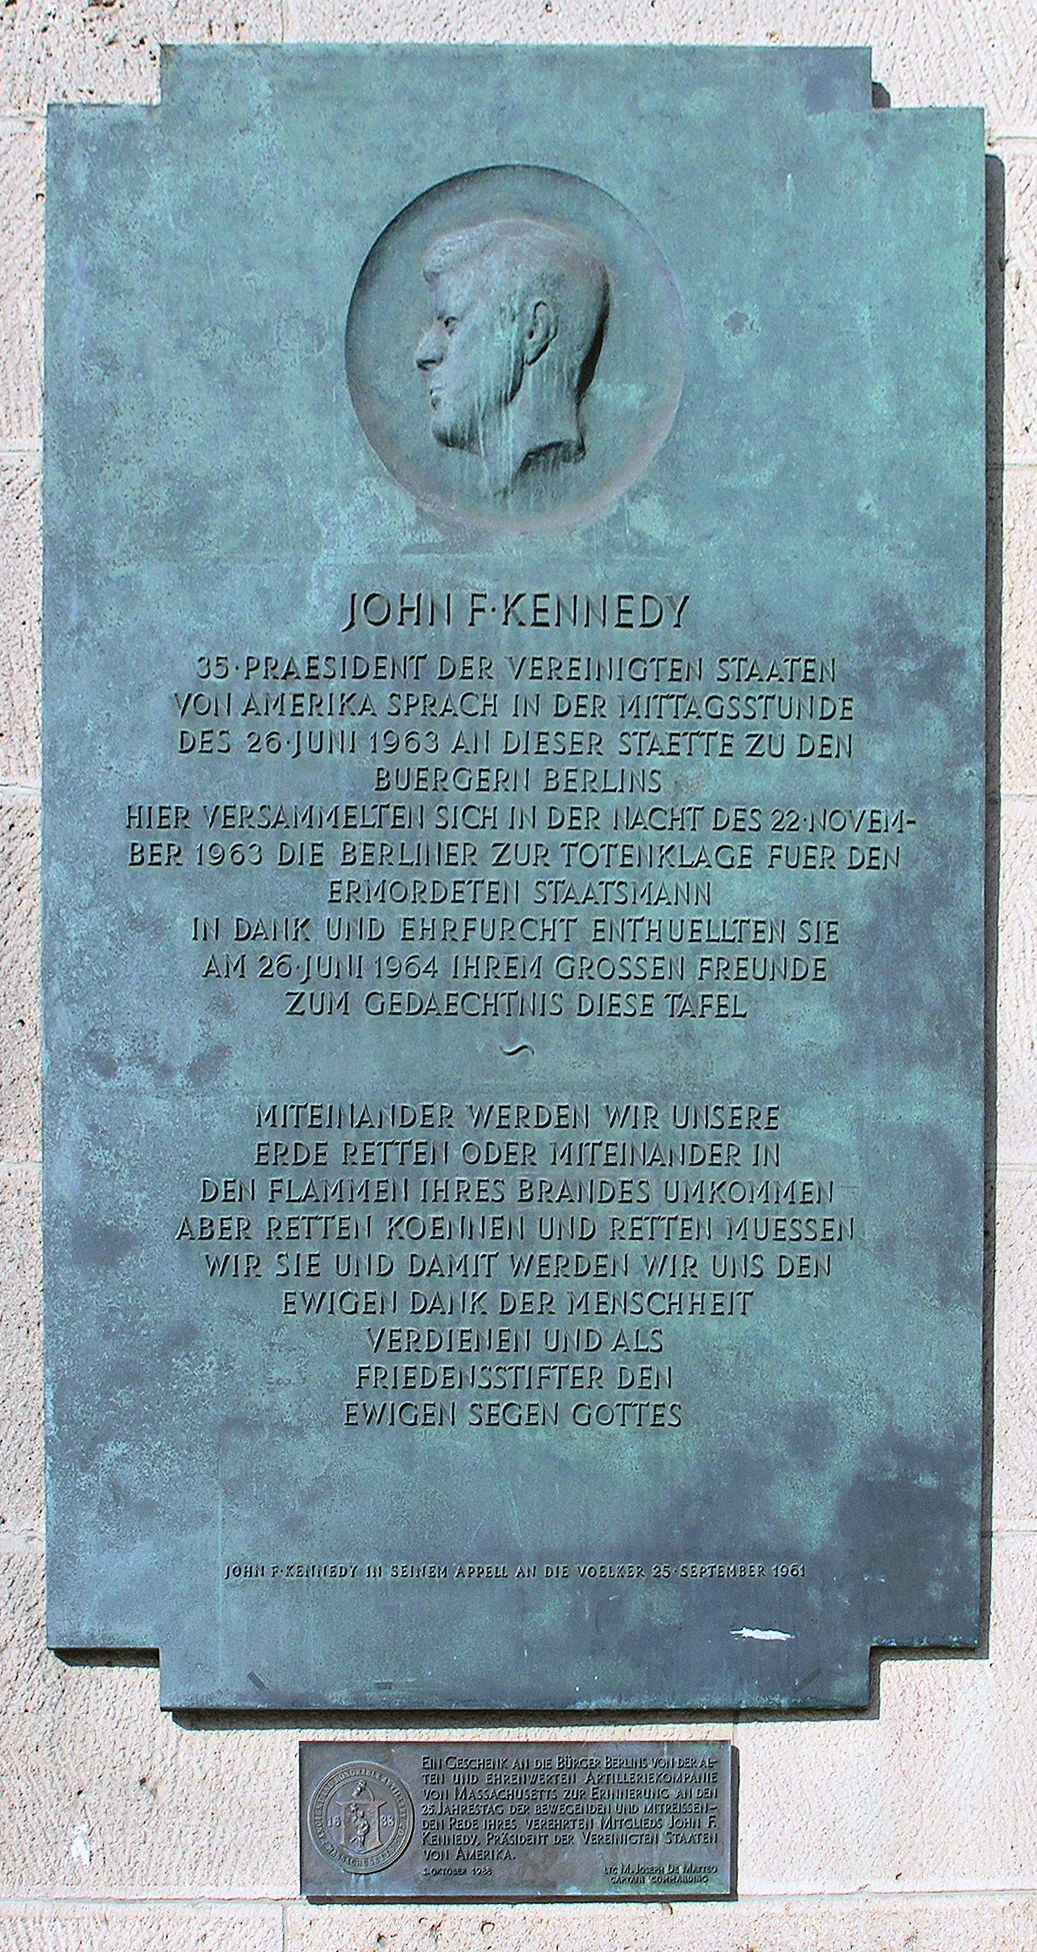 JOHN F·KENNEDY
35·PRAESIDENT DER VEREINIGTEN STAATEN
VON AMERIKA SPRACH IN DER MITTAGSSTUNDE
DES 26·JUNI 1963 AN DIESER STAETTE ZU DEN
BUERGERN BERLINS
HIER VERSAMMELTEN SICH IN DER NACHT DES 22·NOVEM-
BER 1963 DIE BERLINER ZUR TOTENKLAGE FUER DEN
ERMORDETEN STAATSMANN
IN DANK UND EHRFURCHT ENTHUELLTEN SIE
AM 26·JUNI 1964 IHREM GROSSEN FREUNDE
ZUM GEDAECHTNIS DIESE TAFEL
MITEINANDER WERDEN WIR UNSERE
ERDE RETTEN ODER MITEINANDER IN
DEN FLAMMEN IHRES BRANDES UMKOMMEN
ABER RETTEN KOENNEN UND RETTEN MUESSEN
WIR SIE UND DAMIT WERDEN WIR UNS DEN
EWIGEN DANK DER MENSCHHEIT
VERDIENEN UND ALS
FRIEDENSSTIFTER DEN
EWIGEN SEGEN GOTTES
JOHN F·KENNEDY IN SEINEM APPELL AN DIE VOELKER 25·SEPTEMBER 1961
EIN GESCHENK AN DIE BÜRGER BERLINS VON DER AL-
TEN UND EHRENWERTEN ARTILLERIEKOMPANIE
VON MASSACHUSETTS ZUR ERINNERUNG AN DEN
25.JAHRESTAG DER BEWEGENDEN UND MITREISSEN-
DEN REDE IHRES VEREHRTEN MITGLIEDS JOHN F.
KENNEDY, PRÄSIDENT DER VEREINIGTEN STAATEN
VON AMERIKA.
OKTOBER 1988
LTC M. JOSEPH DE MATTEO
CAPTAIN COMMANDING
1638
MASSACHUSETTS